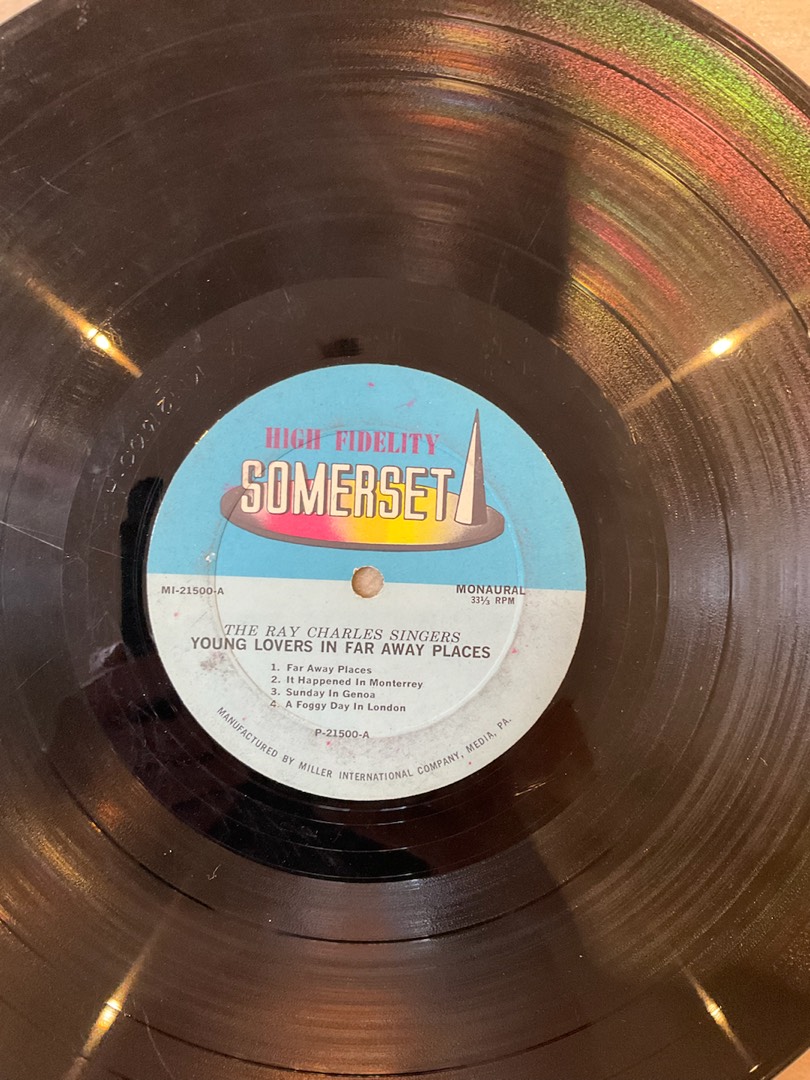 HIGH FIDELITY
SOMERSET
MI-21500-A
MONAURAL
33⅓ RPM
THE RAY CHARLES SINGERS
YOUNG LOVERS IN FAR AWAY PLACES
1. Far Away Places
2. It Happened In Monterrey
3. Sunday In Genoa
4. A Foggy Day In London
P-21500-A
MANUFACTURED BY MILLER INTERNATIONAL COMPANY, MEDIA, PA.